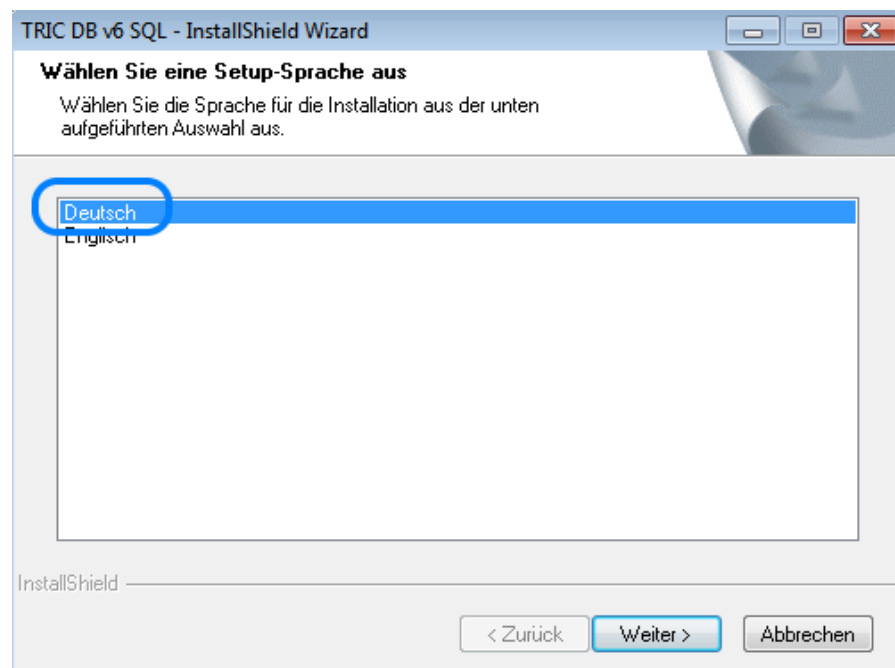 TRIC DB v6 SQL - InstallShield Wizard
Wählen Sie eine Setup-Sprache aus
Wählen Sie die Sprache für die Installation aus der unten
aufgeführten Auswahl aus.
Deutsch
Englisch
InstallShield
< Zurück Weiter > Abbrechen